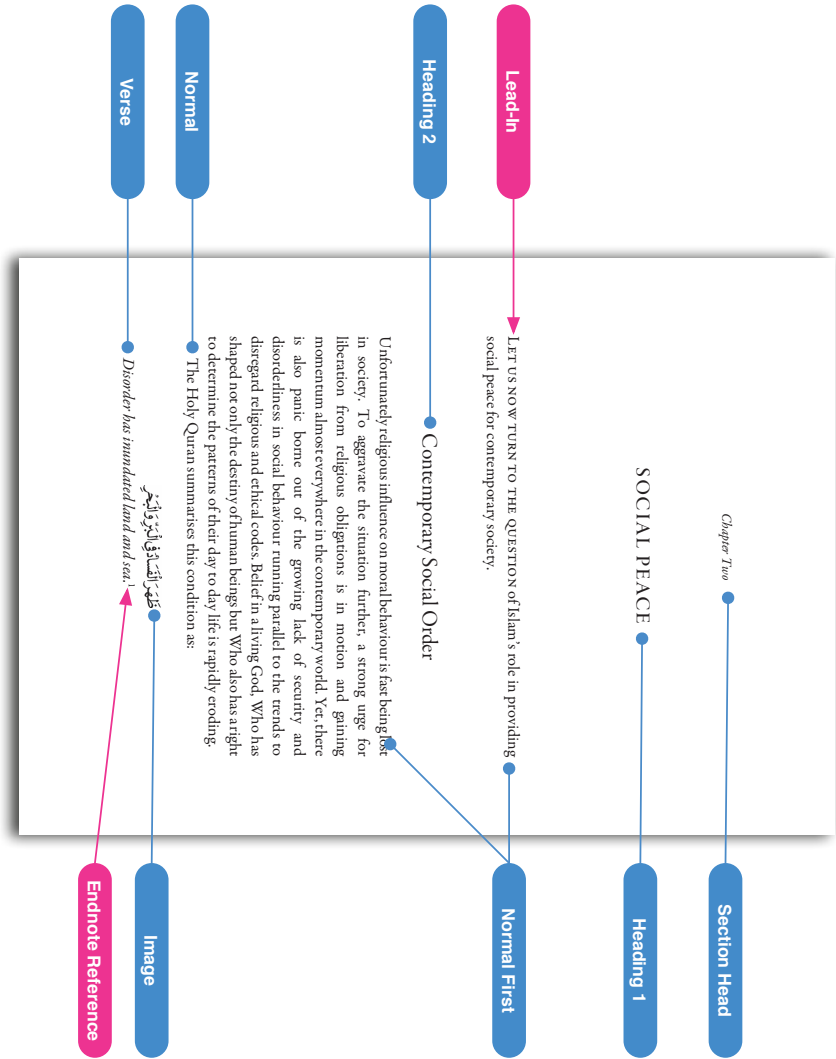 Chapter Two
Section Head
SOCIAL PEACE
Heading 1
Lead-In
LET US NOW TURN TO THE QUESTION of Islam's role in providing
social peace for contemporary society.
Normal First
Heading 2
Contemporary Social Order
Unfortunately religious influence on moral behaviour is fast being lost
in society. To aggravate the situation further, a strong urge for
liberation from religious obligations is in motion and gaining
momentum almost everywhere in the contemporary world. Yet, there
is also panic borne out of the growing lack of security and
disorderliness in social behaviour running parallel to the trends to
disregard religious and ethical codes. Belief in a living God, Who has
shaped not only the destiny of human beings but Who also has a right
to determine the patterns of their day to day life is rapidly eroding.
Normal
The Holy Quran summarises this condition as:
ظَهَرَ الْفَسَادُ فِي الْبَرِّ وَالْبَحْرِ
Image
Verse
Disorder has inundated land and sea.¹
Endnote Reference